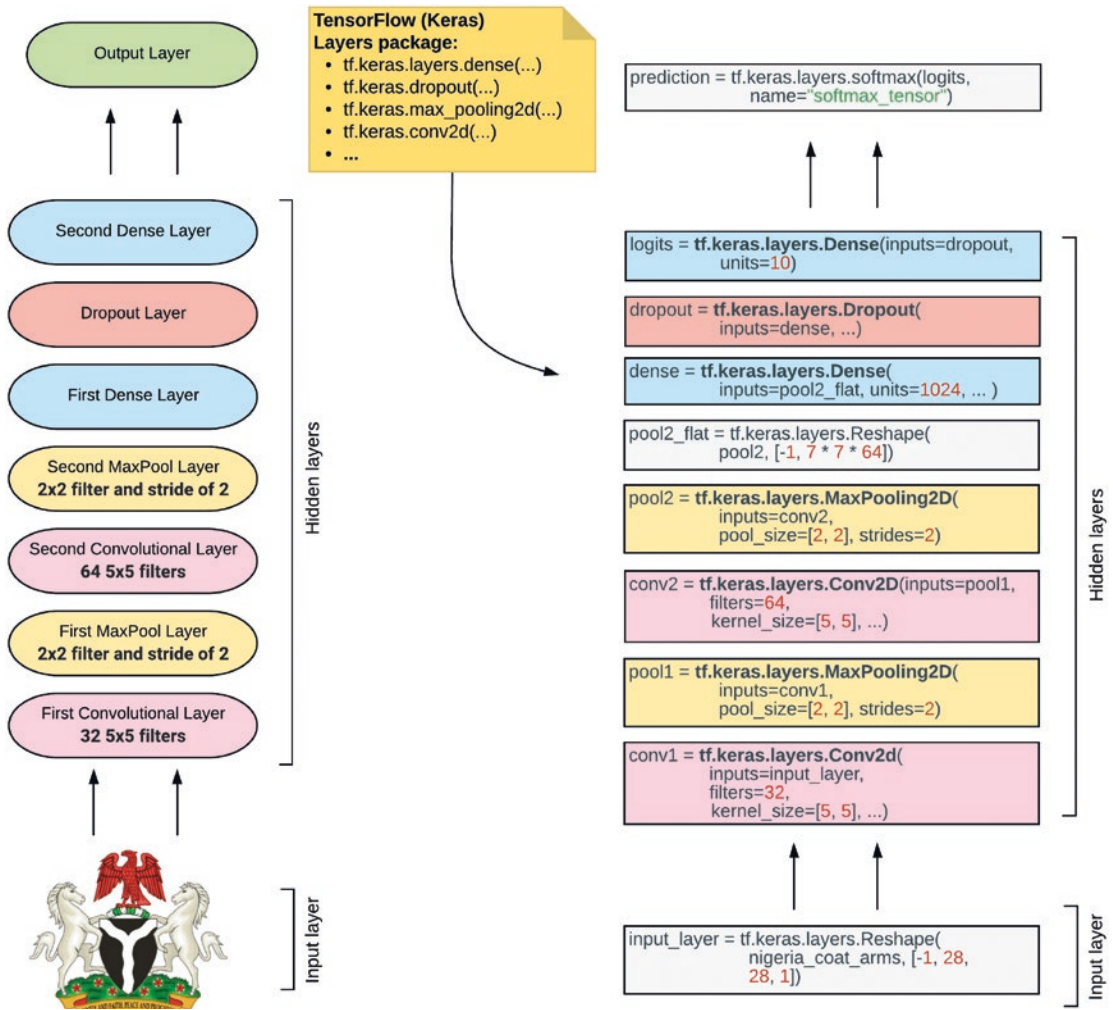 Output Layer
Second Dense Layer
Dropout Layer
First Dense Layer
Second MaxPool Layer
2x2 filter and stride of 2
Second Convolutional Layer
64 5x5 filters
First MaxPool Layer
2x2 filter and stride of 2
First Convolutional Layer
32 5x5 filters
Hidden layers
Input layer
TensorFlow (Keras)
Layers package:
• tf.keras.layers.dense(...)
• tf.keras.dropout(...)
• tf.keras.max_pooling2d(...)
• tf.keras.conv2d(...)
• ...
prediction = tf.keras.layers.softmax(logits,
name="softmax_tensor")
logits = tf.keras.layers.Dense(inputs=dropout,
units=10)
dropout = tf.keras.layers.Dropout(
inputs=dense, ...)
dense = tf.keras.layers.Dense(
inputs=pool2_flat, units=1024, ... )
pool2_flat = tf.keras.layers.Reshape(
pool2, [-1, 7 * 7 * 64])
pool2 = tf.keras.layers.MaxPooling2D(
inputs=conv2,
pool_size=[2, 2], strides=2)
conv2 = tf.keras.layers.Conv2D(inputs=pool1,
filters=64,
kernel_size=[5, 5], ...)
pool1 = tf.keras.layers.MaxPooling2D(
inputs=conv1,
pool_size=[2, 2], strides=2)
conv1 = tf.keras.layers.Conv2d(
inputs=input_layer,
filters=32,
kernel_size=[5, 5], ...)
Hidden layers
input_layer = tf.keras.layers.Reshape(
nigeria_coat_arms, [-1, 28,
28, 1])
Input layer